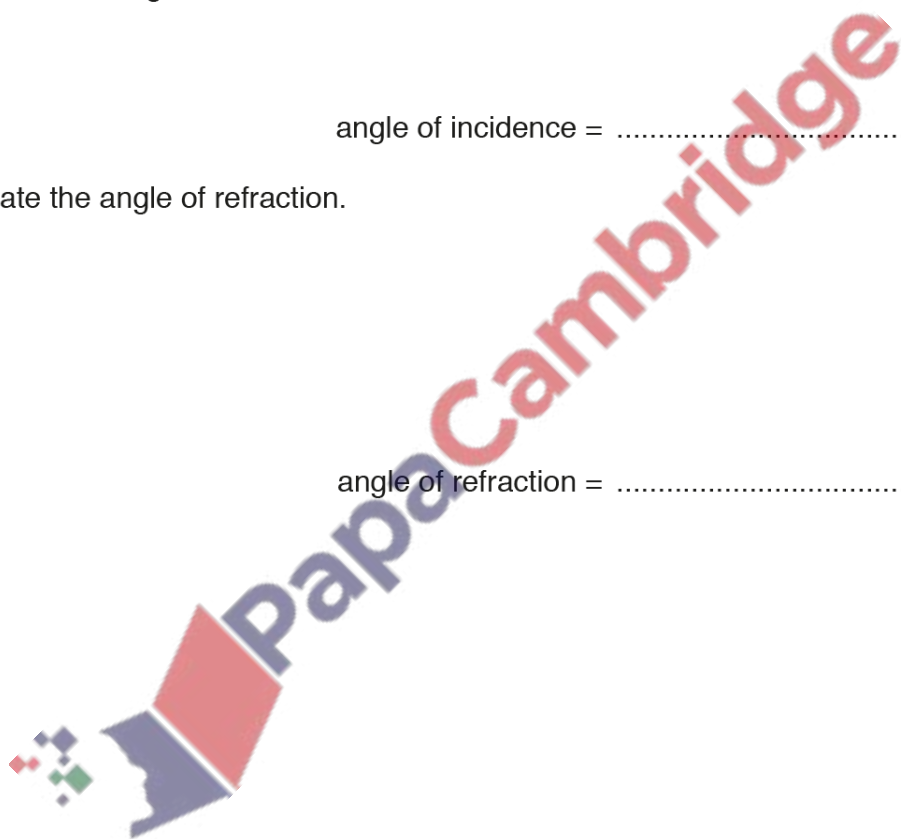 angle of incidence = ..................................
ate the angle of refraction.
angle of refraction = ..................................
PapaCambridge